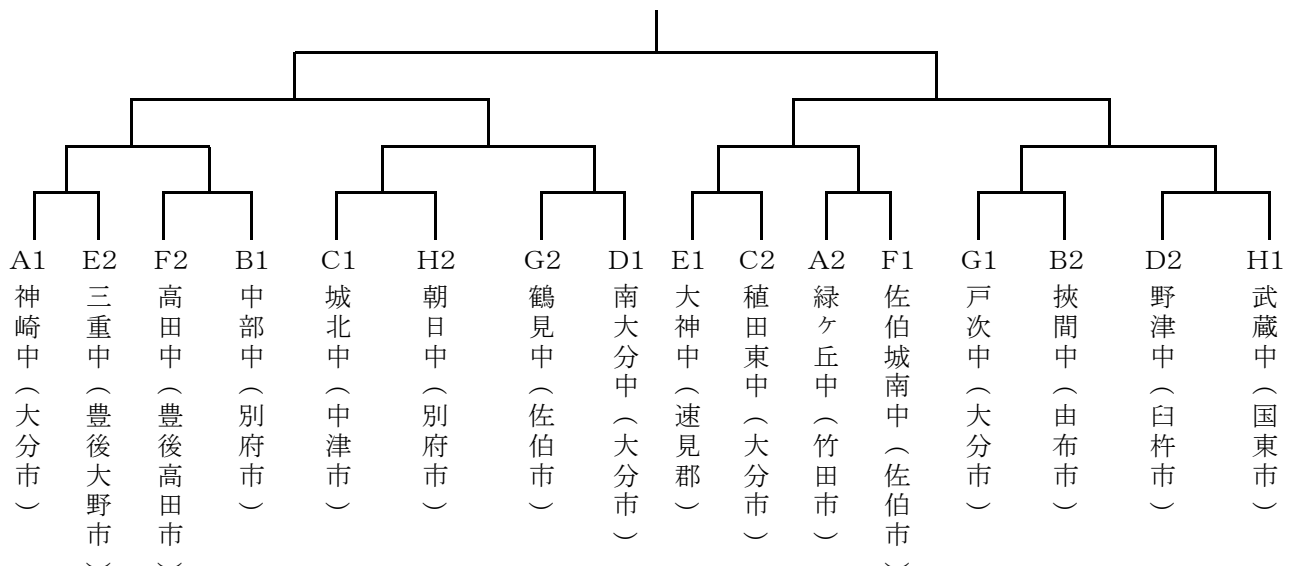 A1 E2 F2 B1 C1 H2 G2 D1 E1 C2 A2 F1 G1 B2 D2 H1
神崎中（大分市）
三重中（豊後大野市）
高田中（豊後高田市）
中部中（別府市）
城北中（中津市）
朝日中（別府市）
鶴見中（佐伯市）
南大分中（大分市）
大神中（速見郡）
稙田東中（大分市）
緑ケ丘中（竹田市）
佐伯城南中（佐伯市）
戸次中（大分市）
挾間中（由布市）
野津中（臼杵市）
武蔵中（国東市）